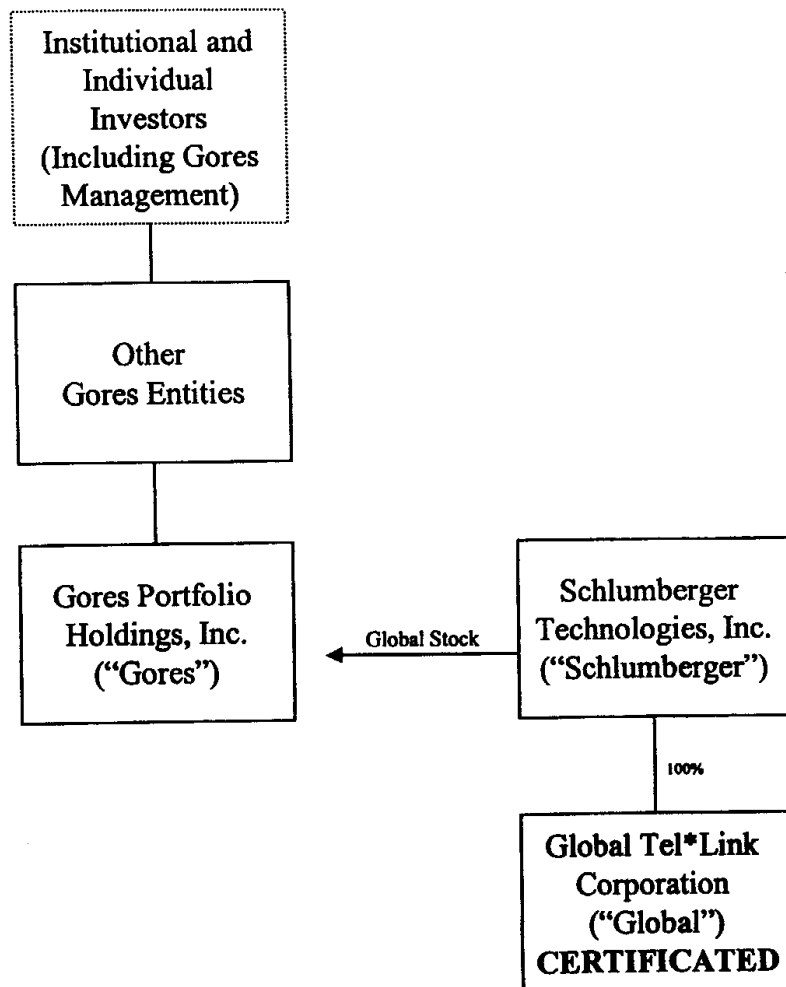 Institutional and
Individual
Investors
(Including Gores
Management)
Other
Gores Entities
Gores Portfolio
Holdings, Inc.
(“Gores”)
Global Stock
Schlumberger
Technologies, Inc.
(“Schlumberger”)
100%
Global Tel*Link
Corporation
(“Global”)
CERTIFICATED